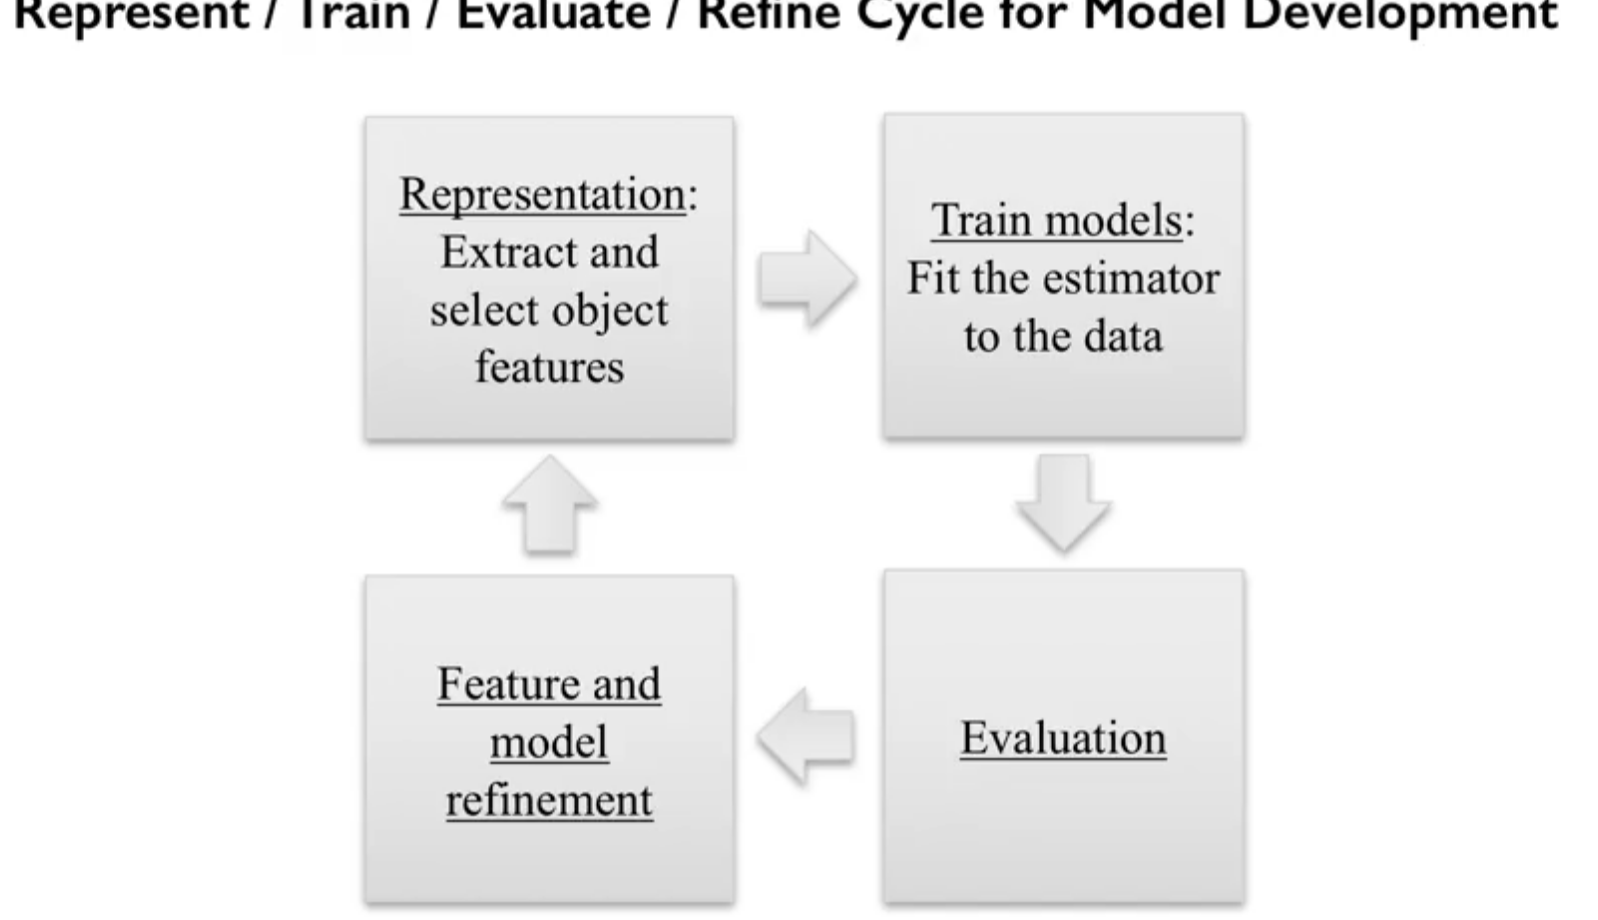 Represent / Train / Evaluate / Refine Cycle for Model Development
Representation:
Extract and
select object
features
Train models:
Fit the estimator
to the data
Feature and
model
refinement
Evaluation